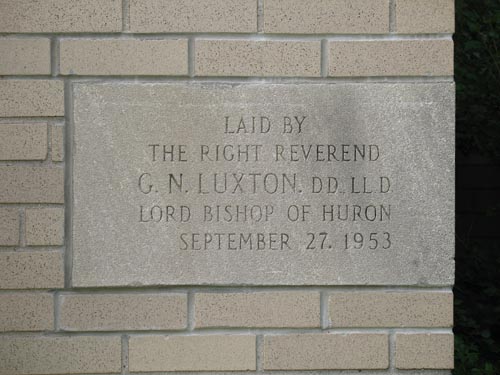 LAID BY
THE RIGHT REVEREND
G. N. LUXTON. DD. LL D
LORD BISHOP OF HURON
SEPTEMBER 27. 1953